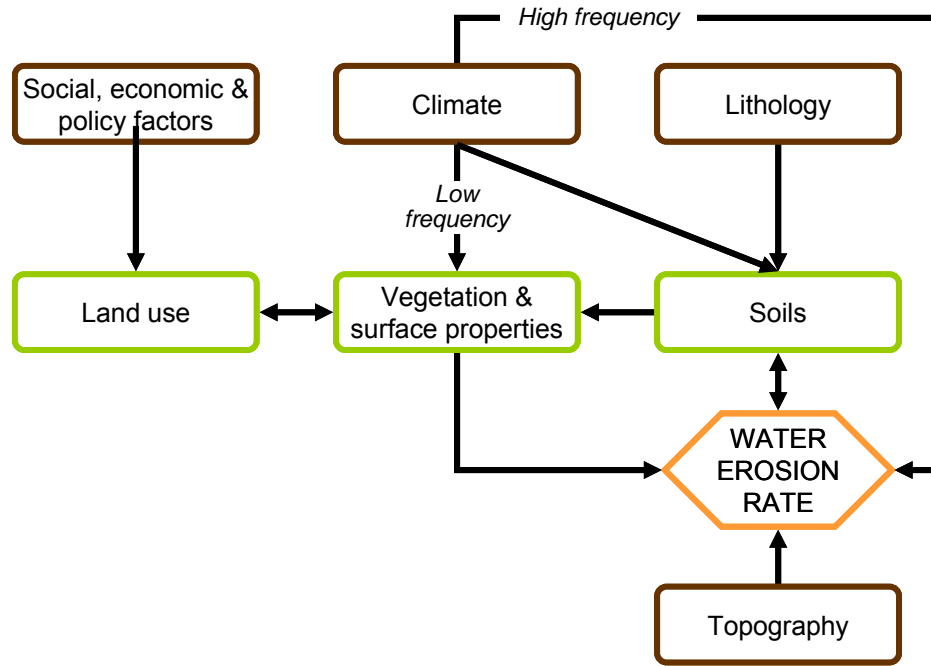 High frequency
Social, economic &
policy factors
Climate
Lithology
Low
frequency
Land use
Vegetation &
surface properties
Soils
WATER
EROSION
RATE
Topography